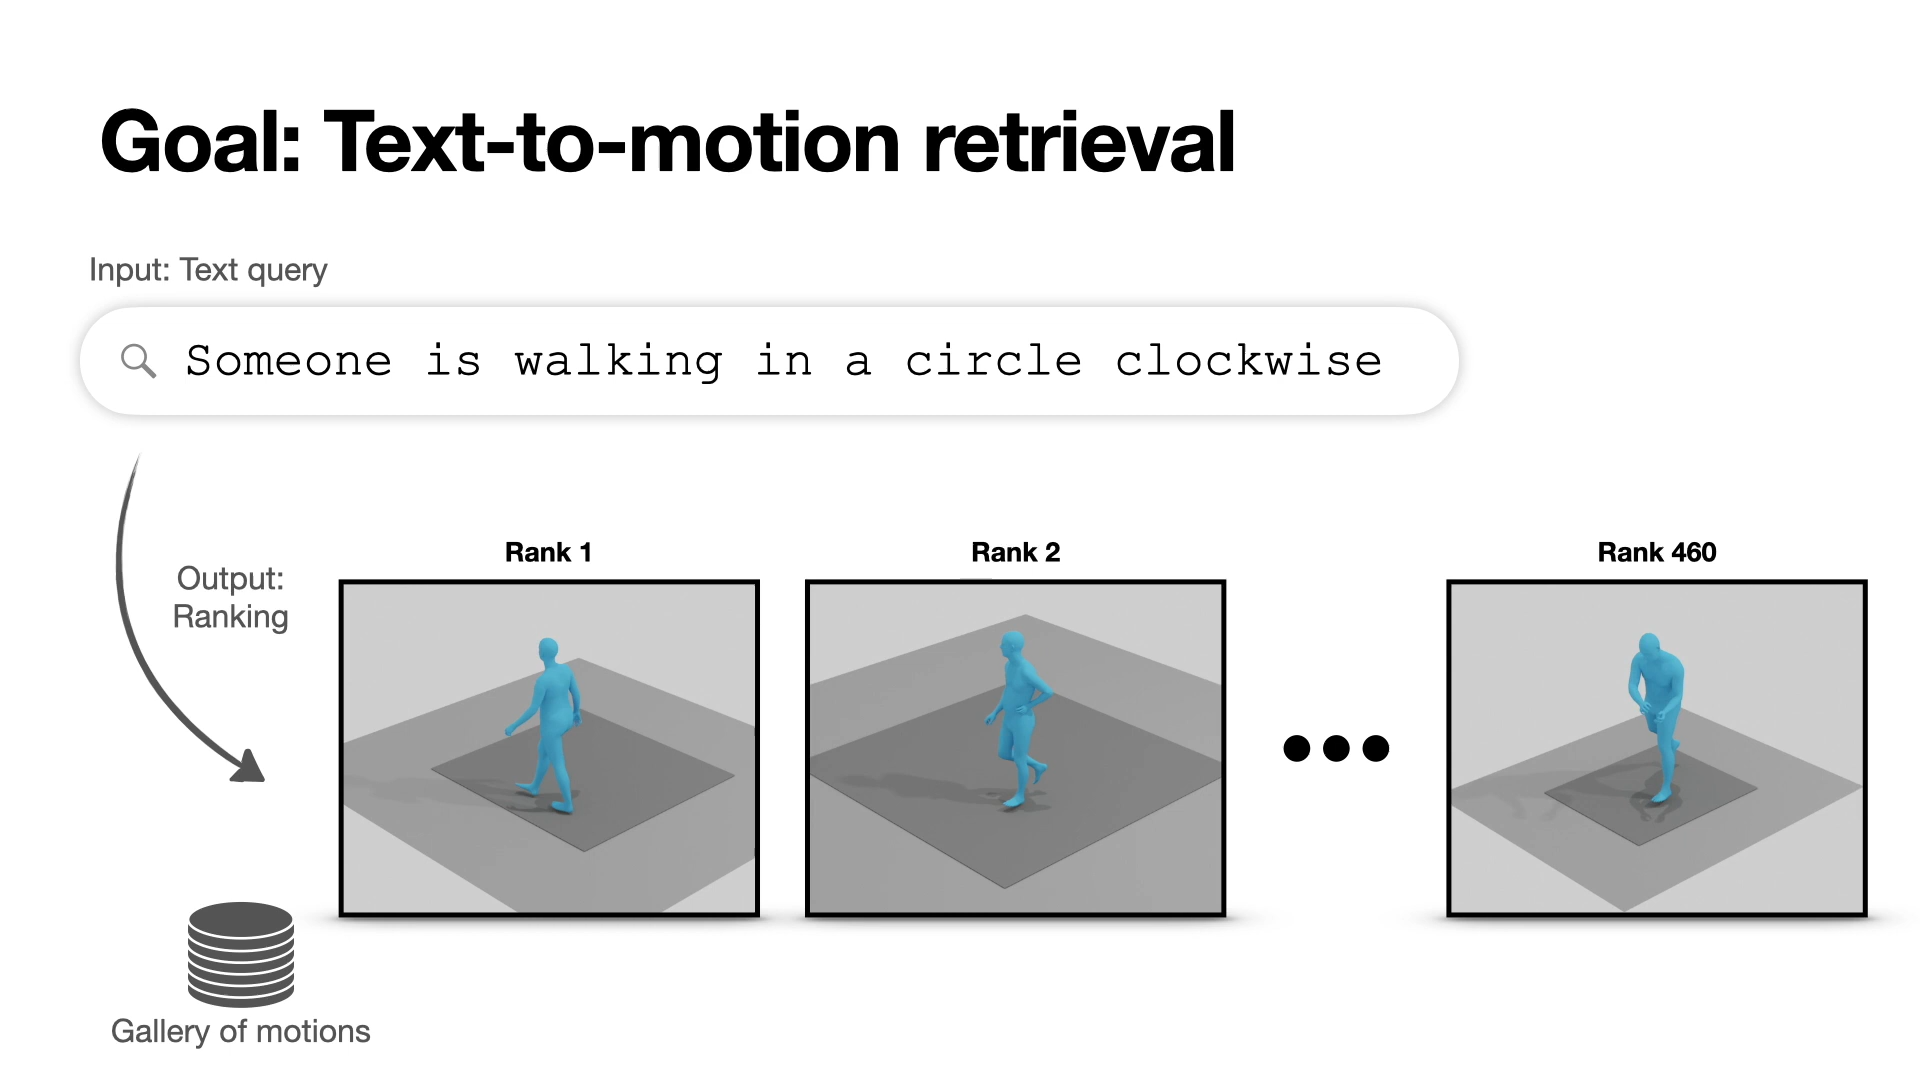 Goal: Text-to-motion retrieval
Input: Text query
Someone is walking in a circle clockwise
Output:
Ranking
Rank 1
Rank 2
Rank 460
Gallery of motions